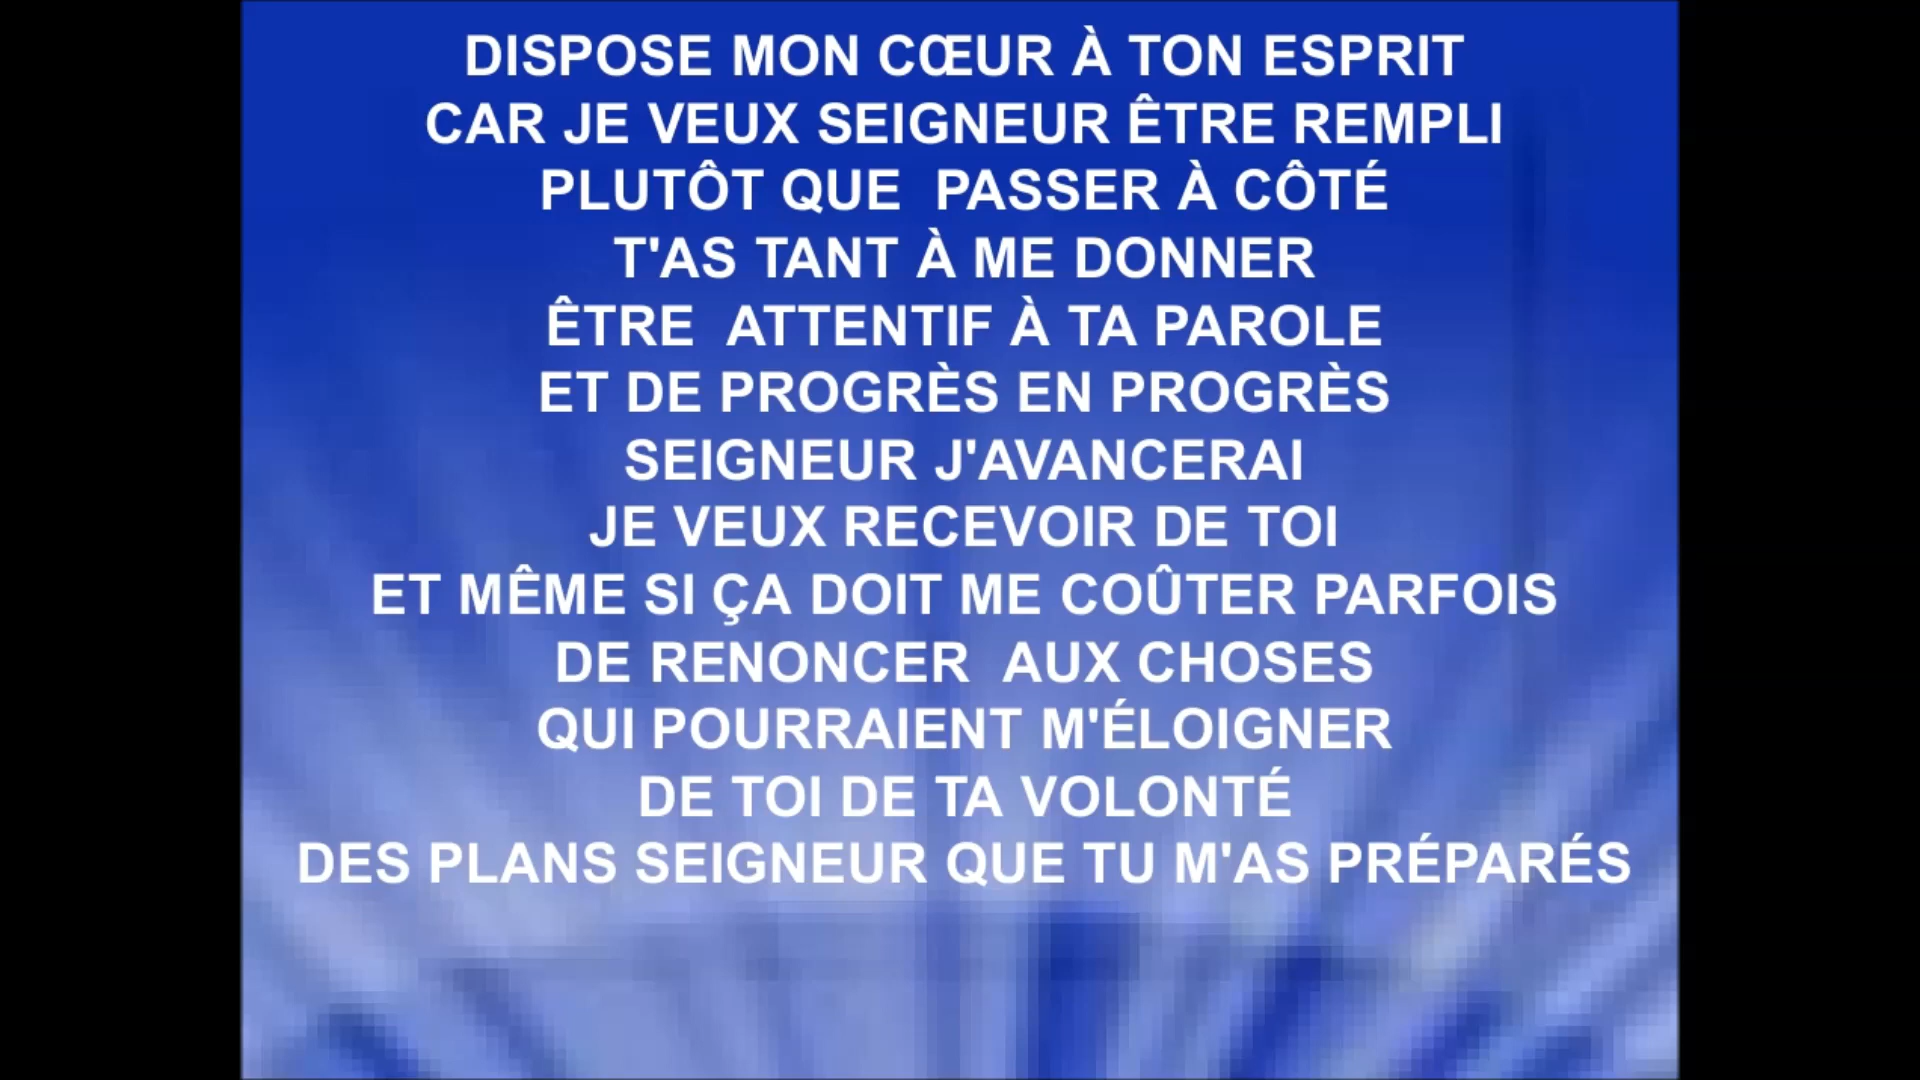 DISPOSE MON CŒUR À TON ESPRIT
CAR JE VEUX SEIGNEUR ÊTRE REMPLI
PLUTÔT QUE  PASSER À CÔTÉ
T'AS TANT À ME DONNER
ÊTRE  ATTENTIF À TA PAROLE
ET DE PROGRÈS EN PROGRÈS
SEIGNEUR J'AVANCERAI
JE VEUX RECEVOIR DE TOI
ET MÊME SI ÇA DOIT ME COÛTER PARFOIS
DE RENONCER  AUX CHOSES
QUI POURRAIENT M'ÉLOIGNER
DE TOI DE TA VOLONTÉ
DES PLANS SEIGNEUR QUE TU M'AS PRÉPARÉS